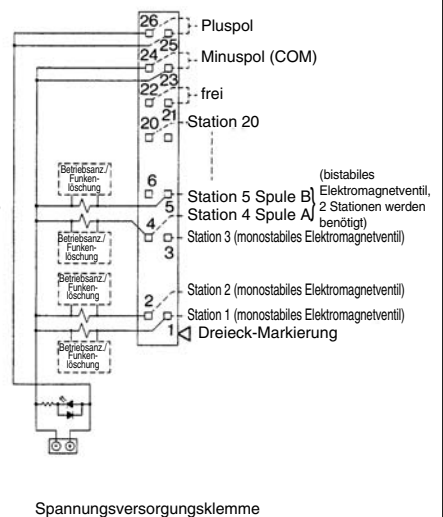 26
Pluspol
25
24
Minuspol (COM)
23
22
frei
21
20
Station 20
Betriebsanz./
Funken-
löschung
6
Station 5 Spule B
5
Station 4 Spule A
4
(bistabiles
Elektromagnetventil,
2 Stationen werden
benötigt)
Betriebsanz./
Funken-
löschung
Station 3 (monostabiles Elektromagnetventil)
3
Betriebsanz./
Funken-
löschung
2
Station 2 (monostabiles Elektromagnetventil)
Station 1 (monostabiles Elektromagnetventil)
1
Dreieck-Markierung
Betriebsanz./
Funken-
löschung
Spannungsversorgungsklemme